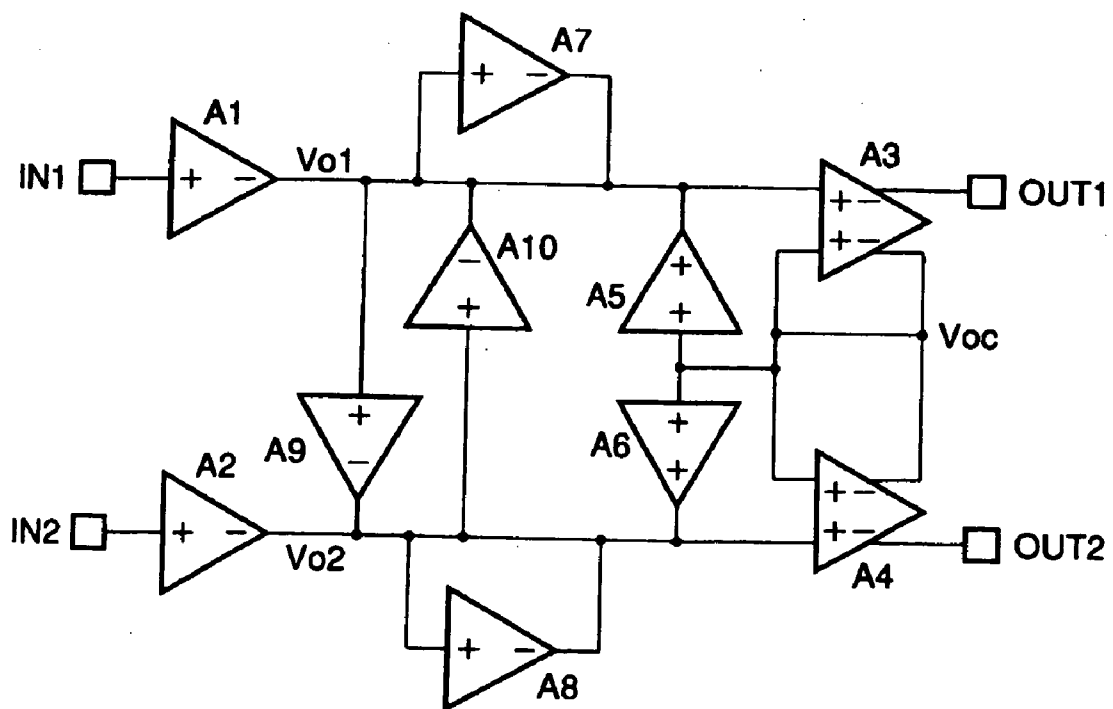 A7
+ −
A1
IN1
+ −
Vo1
A3
+ −
+ −
OUT1
−
+
A10
+
+
A5
Voc
+
−
A9
+
+
A6
A2
IN2
+ −
Vo2
+ −
+ −
A4
OUT2
+ −
A8